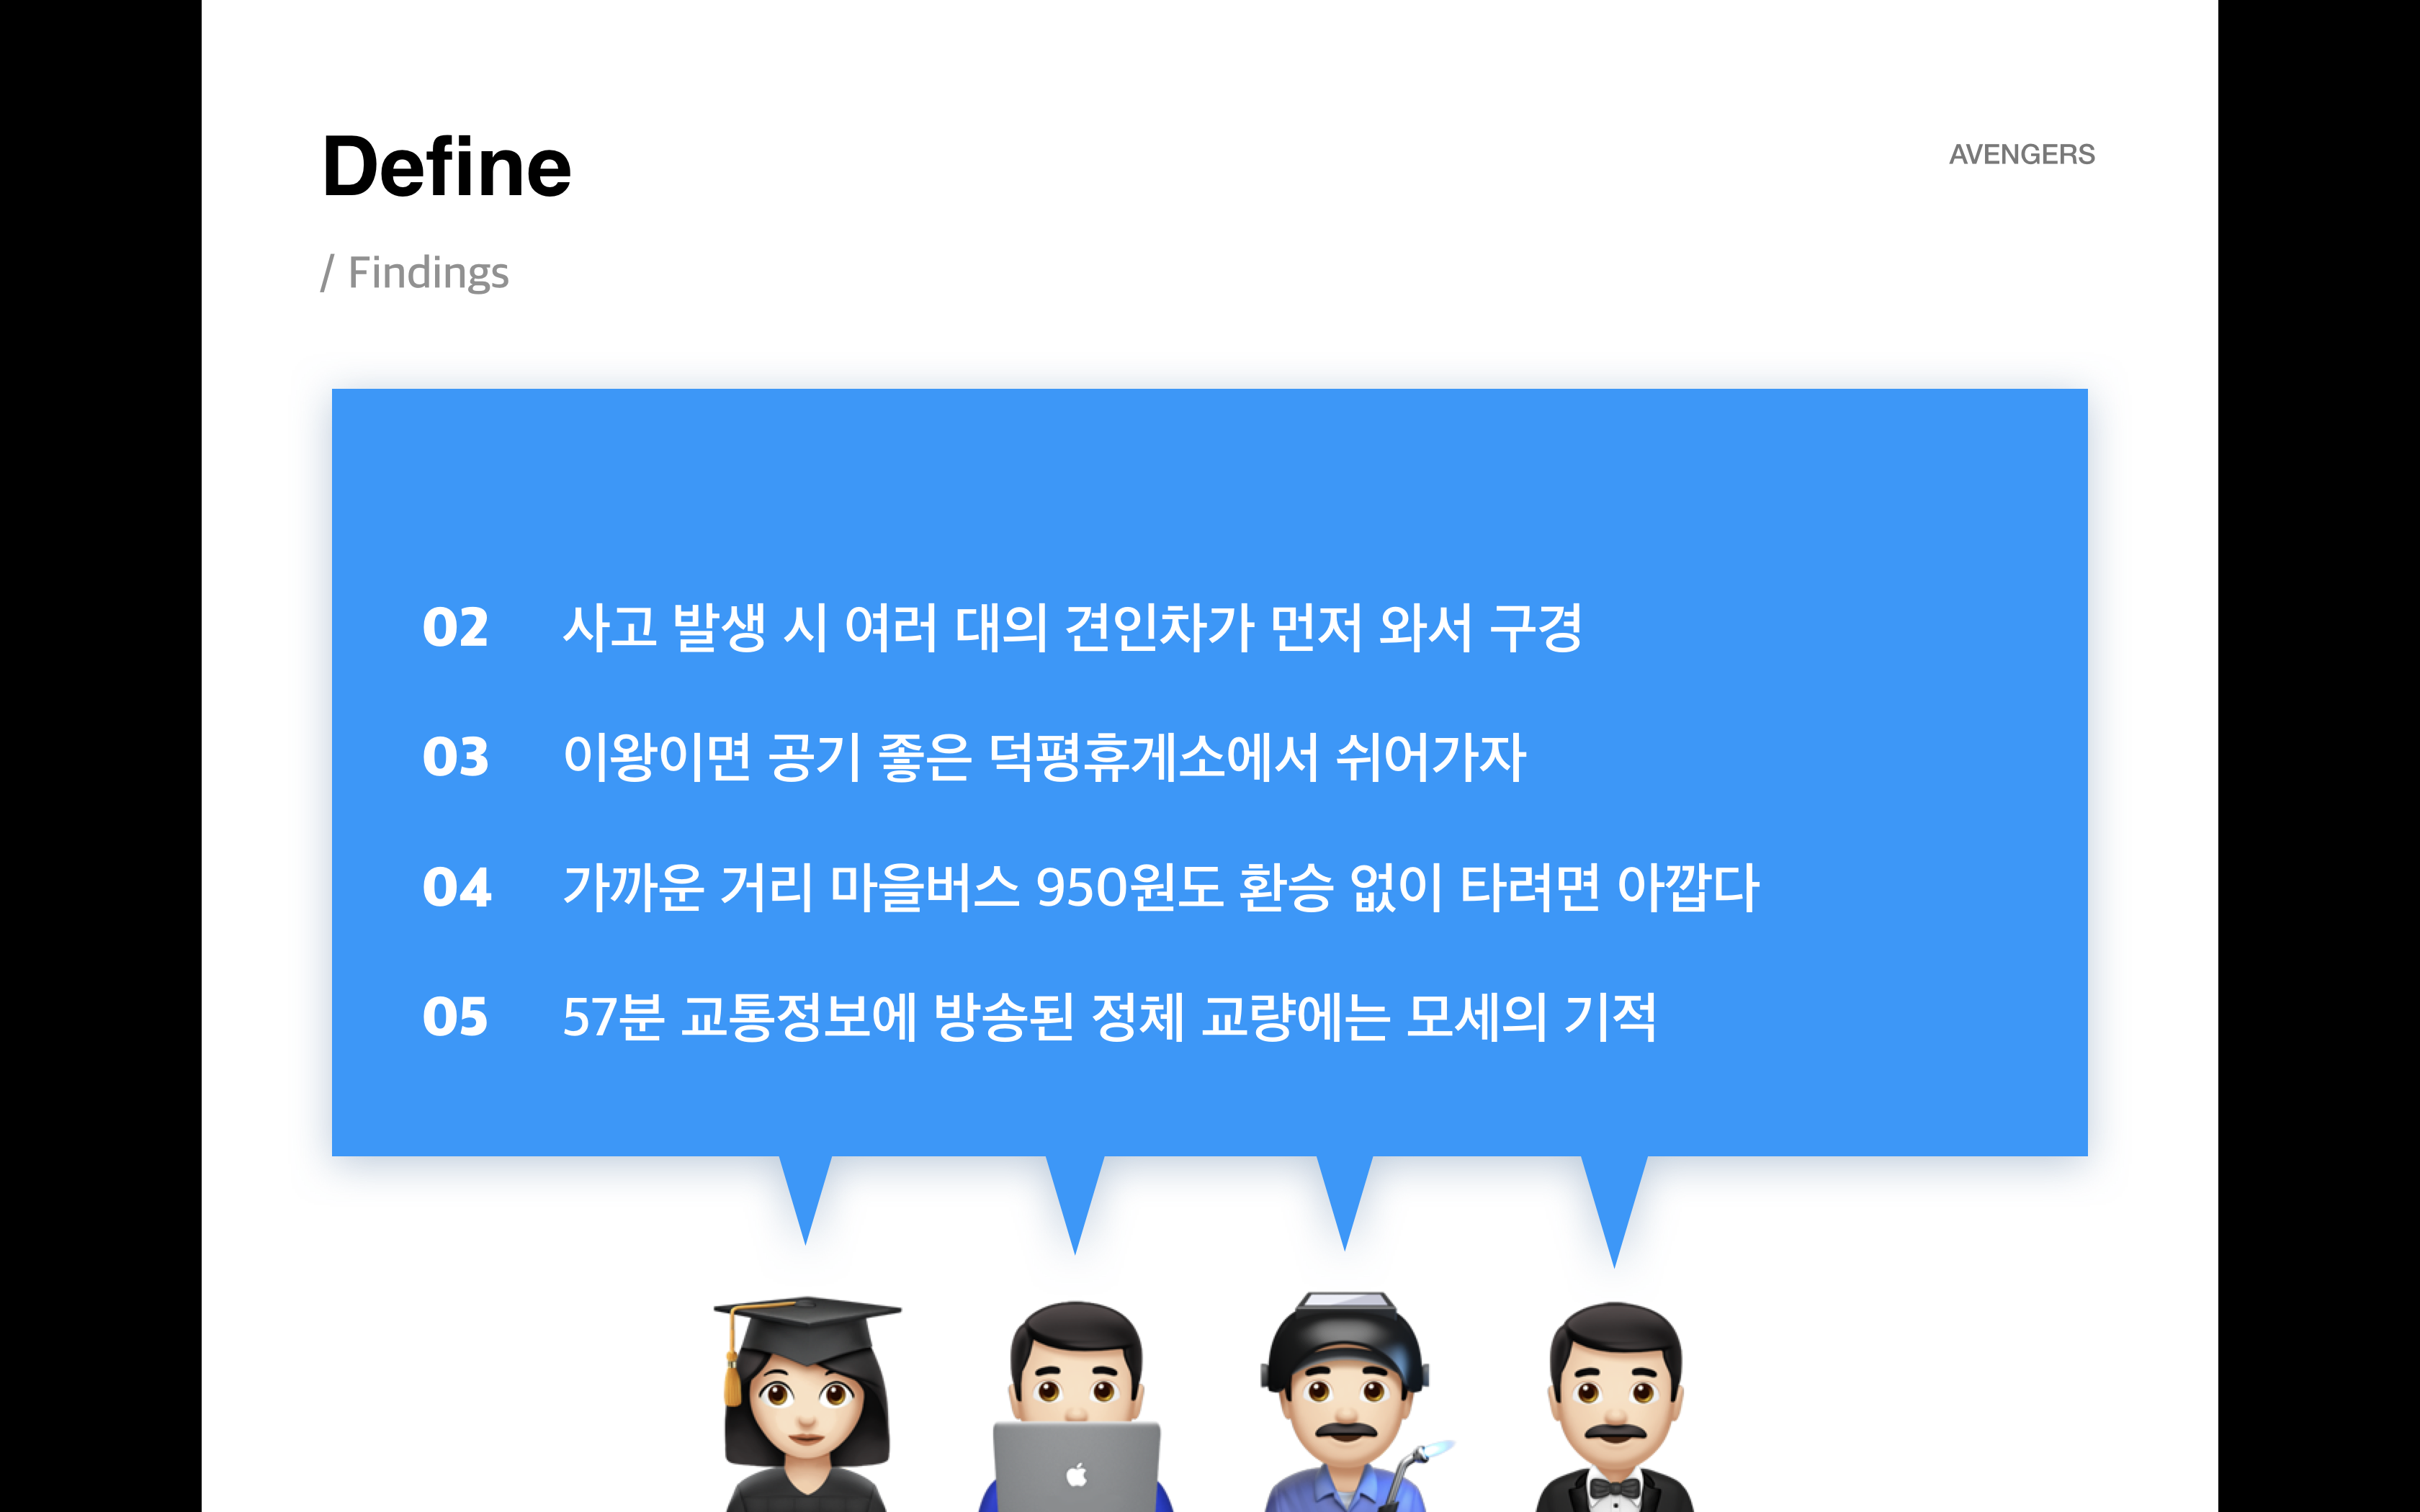 Define
AVENGERS
/ Findings
02 사고 발생 시 여러 대의 견인차가 먼저 와서 구경
03 이왕이면 공기 좋은 덕평휴게소에서 쉬어가자
04 가까운 거리 마을버스 950원도 환승 없이 타려면 아깝다
05 57분 교통정보에 방송된 정체 교량에는 모세의 기적